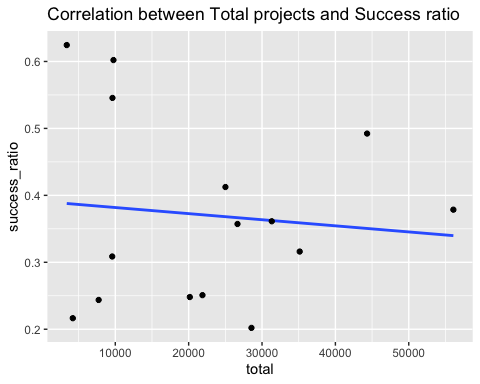 Correlation between Total projects and Success ratio
success_ratio
0.6
0.5
0.4
0.3
0.2
10000 20000 30000 40000 50000
total